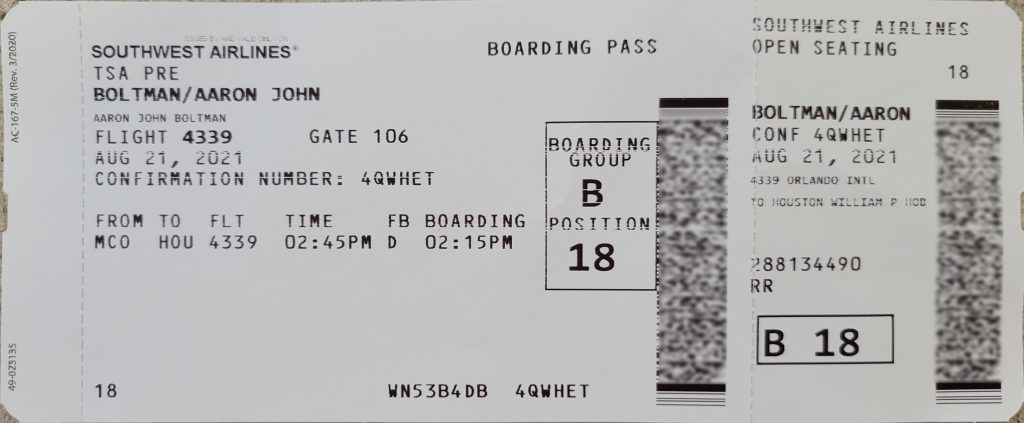 AC-167-SM (Rev. 3/2020)
49-023135
ISSUED BY AND VALID ONLY ON
SOUTHWEST AIRLINES®
BOARDING PASS
TSA PRE
BOLTMAN/AARON JOHN
AARON JOHN BOLTMAN
FLIGHT 4339 GATE 106
AUG 21, 2021
CONFIRMATION NUMBER: 4QWHET
FROM TO FLT TIME FB BOARDING
MCO HOU 4339 02:45PM D 02:15PM
BOARDING
GROUP
B
POSITION
18
18 WN53B4DB 4QWHET
SOUTHWEST AIRLINES
OPEN SEATING
18
BOLTMAN/AARON
CONF 4QWHET
AUG 21, 2021
4339 ORLANDO INTL
TO HOUSTON WILLIAM P HOB
288134490
RR
B 18